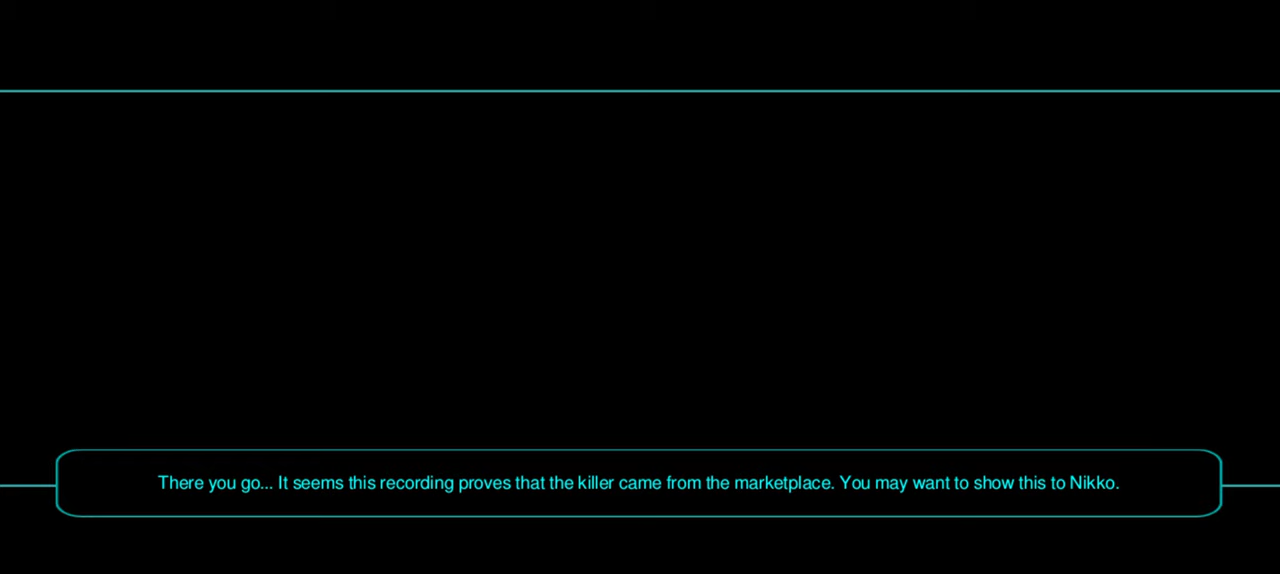 There you go... It seems this recording proves that the killer came from the marketplace. You may want to show this to Nikko.